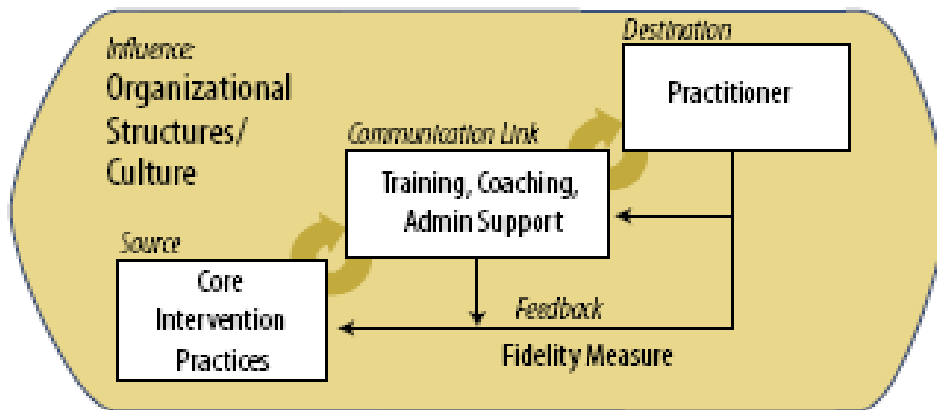 Influence:
Organizational
Structures/
Culture
Destination
Practitioner
Communication Link
Training, Coaching,
Admin Support
Source
Core
Intervention
Practices
Feedback
Fidelity Measure